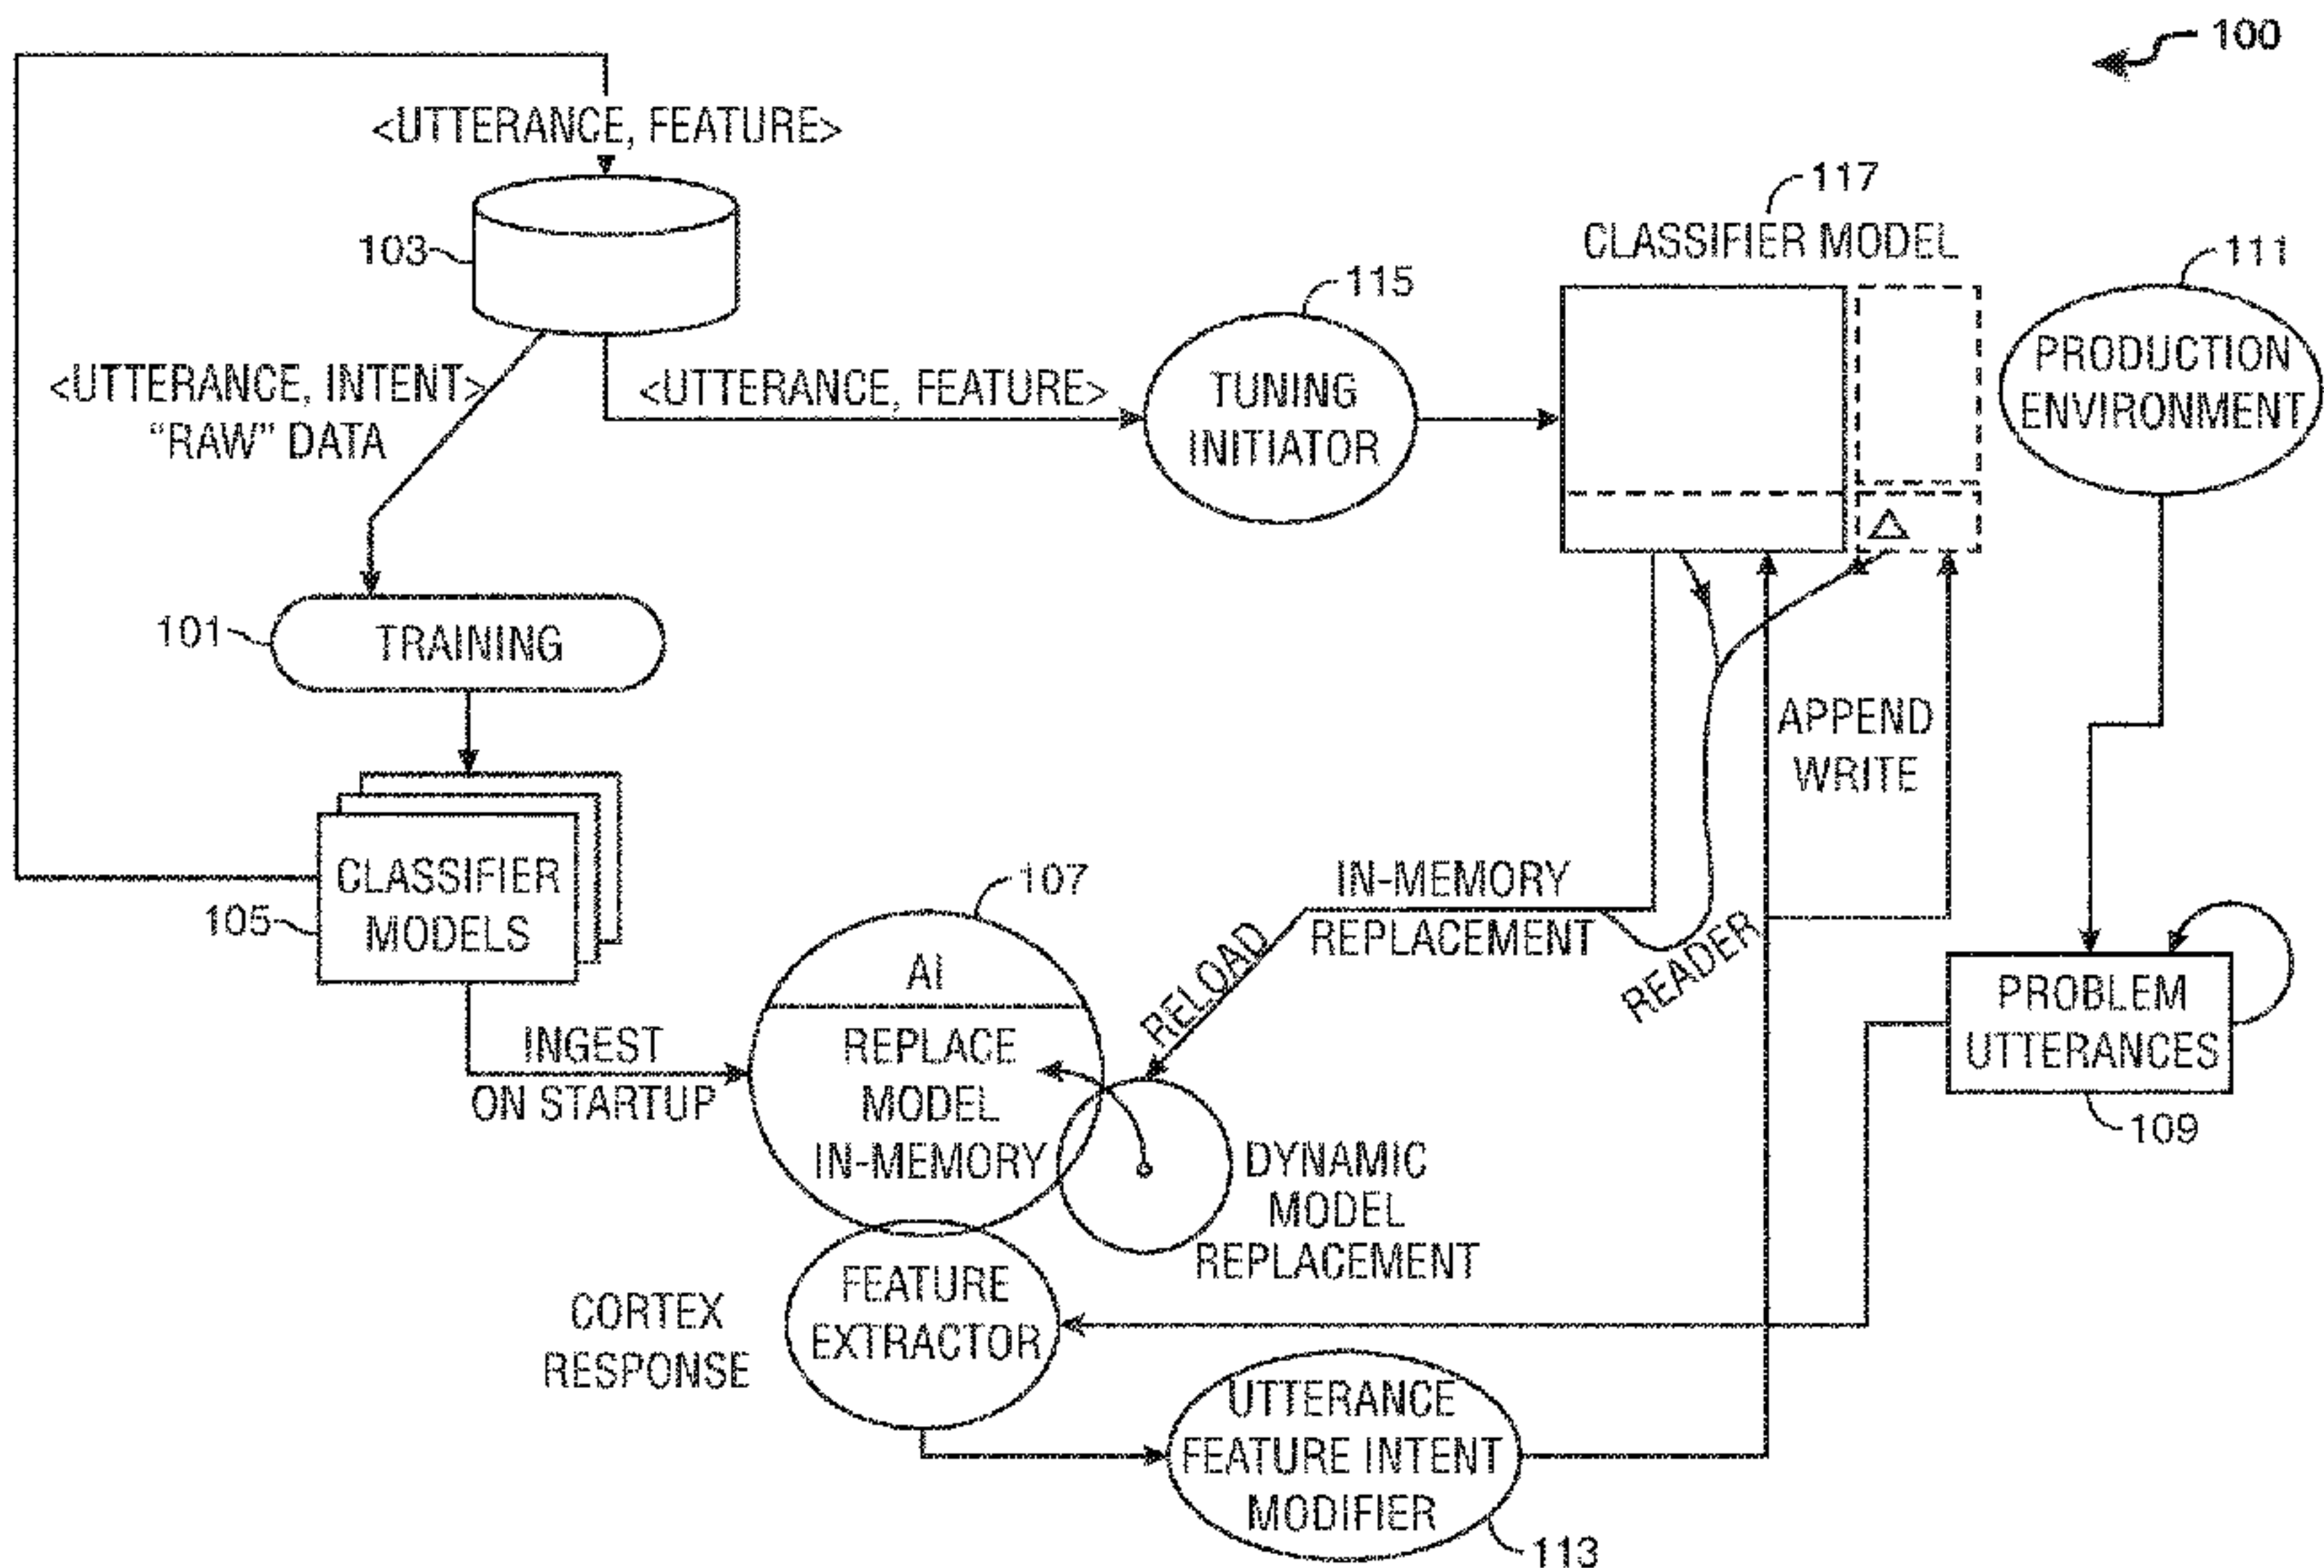 100
<UTTERANCE, FEATURE>
103
117
CLASSIFIER MODEL
111
PRODUCTION
ENVIRONMENT
115
TUNING
INITIATOR
<UTTERANCE, INTENT>
"RAW" DATA
<UTTERANCE, FEATURE>
Δ
101
TRAINING
APPEND
WRITE
CLASSIFIER
MODELS
105
107
AI
REPLACE
MODEL
IN-MEMORY
INGEST
ON STARTUP
IN-MEMORY
REPLACEMENT
RELOAD
READER
PROBLEM
UTTERANCES
109
DYNAMIC
MODEL
REPLACEMENT
CORTEX
RESPONSE
FEATURE
EXTRACTOR
UTTERANCE
FEATURE INTENT
MODIFIER
113